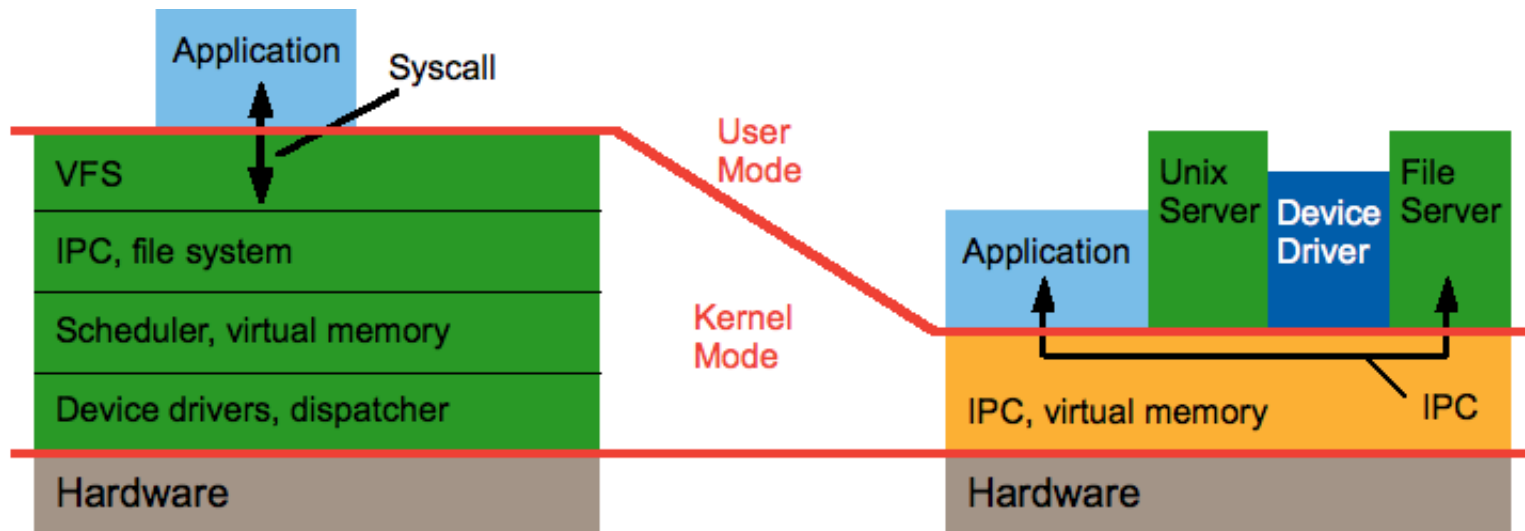 Application
Syscall
VFS
IPC, file system
Scheduler, virtual memory
Device drivers, dispatcher
Hardware
User
Mode
Kernel
Mode
Application
Unix
Server
Device
Driver
File
Server
IPC, virtual memory
IPC
Hardware